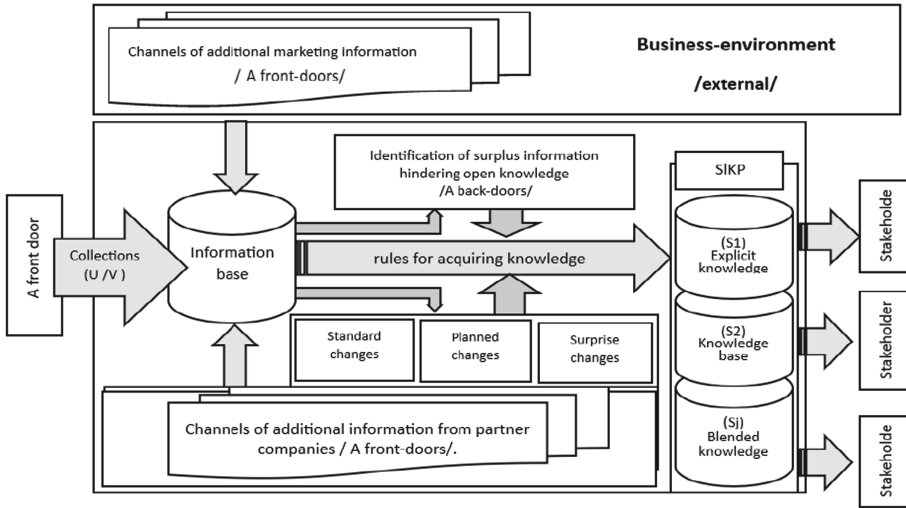 Channels of additional marketing information
/ A front-doors/
Business-environment
/external/
Identification of surplus information
hindering open knowledge
/A back-doors/
SIKP
A front door
Collections
(U /V )
Information
base
rules for acquiring knowledge
(S1)
Explicit
knowledge
Stakeholde
Standard
changes
Planned
changes
Surprise
changes
(S2)
Knowledge
base
Stakeholder
Channels of additional information from partner
companies / A front-doors/.
(Sj)
Blended
knowledge
Stakeholde